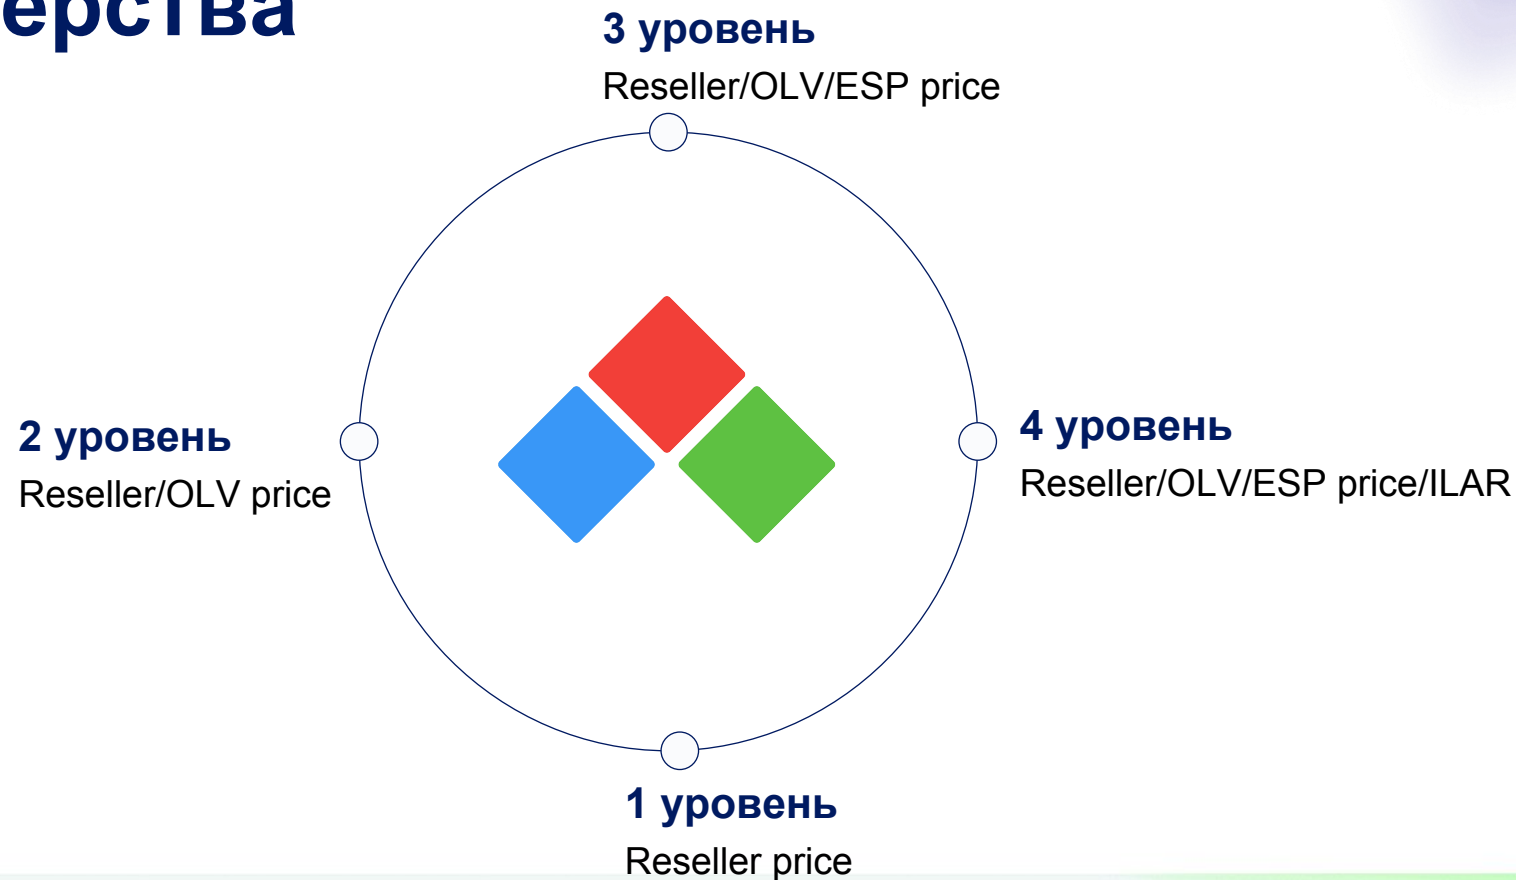 ерства
3 уровень
Reseller/OLV/ESP price
2 уровень
Reseller/OLV price
4 уровень
Reseller/OLV/ESP price/ILAR
1 уровень
Reseller price